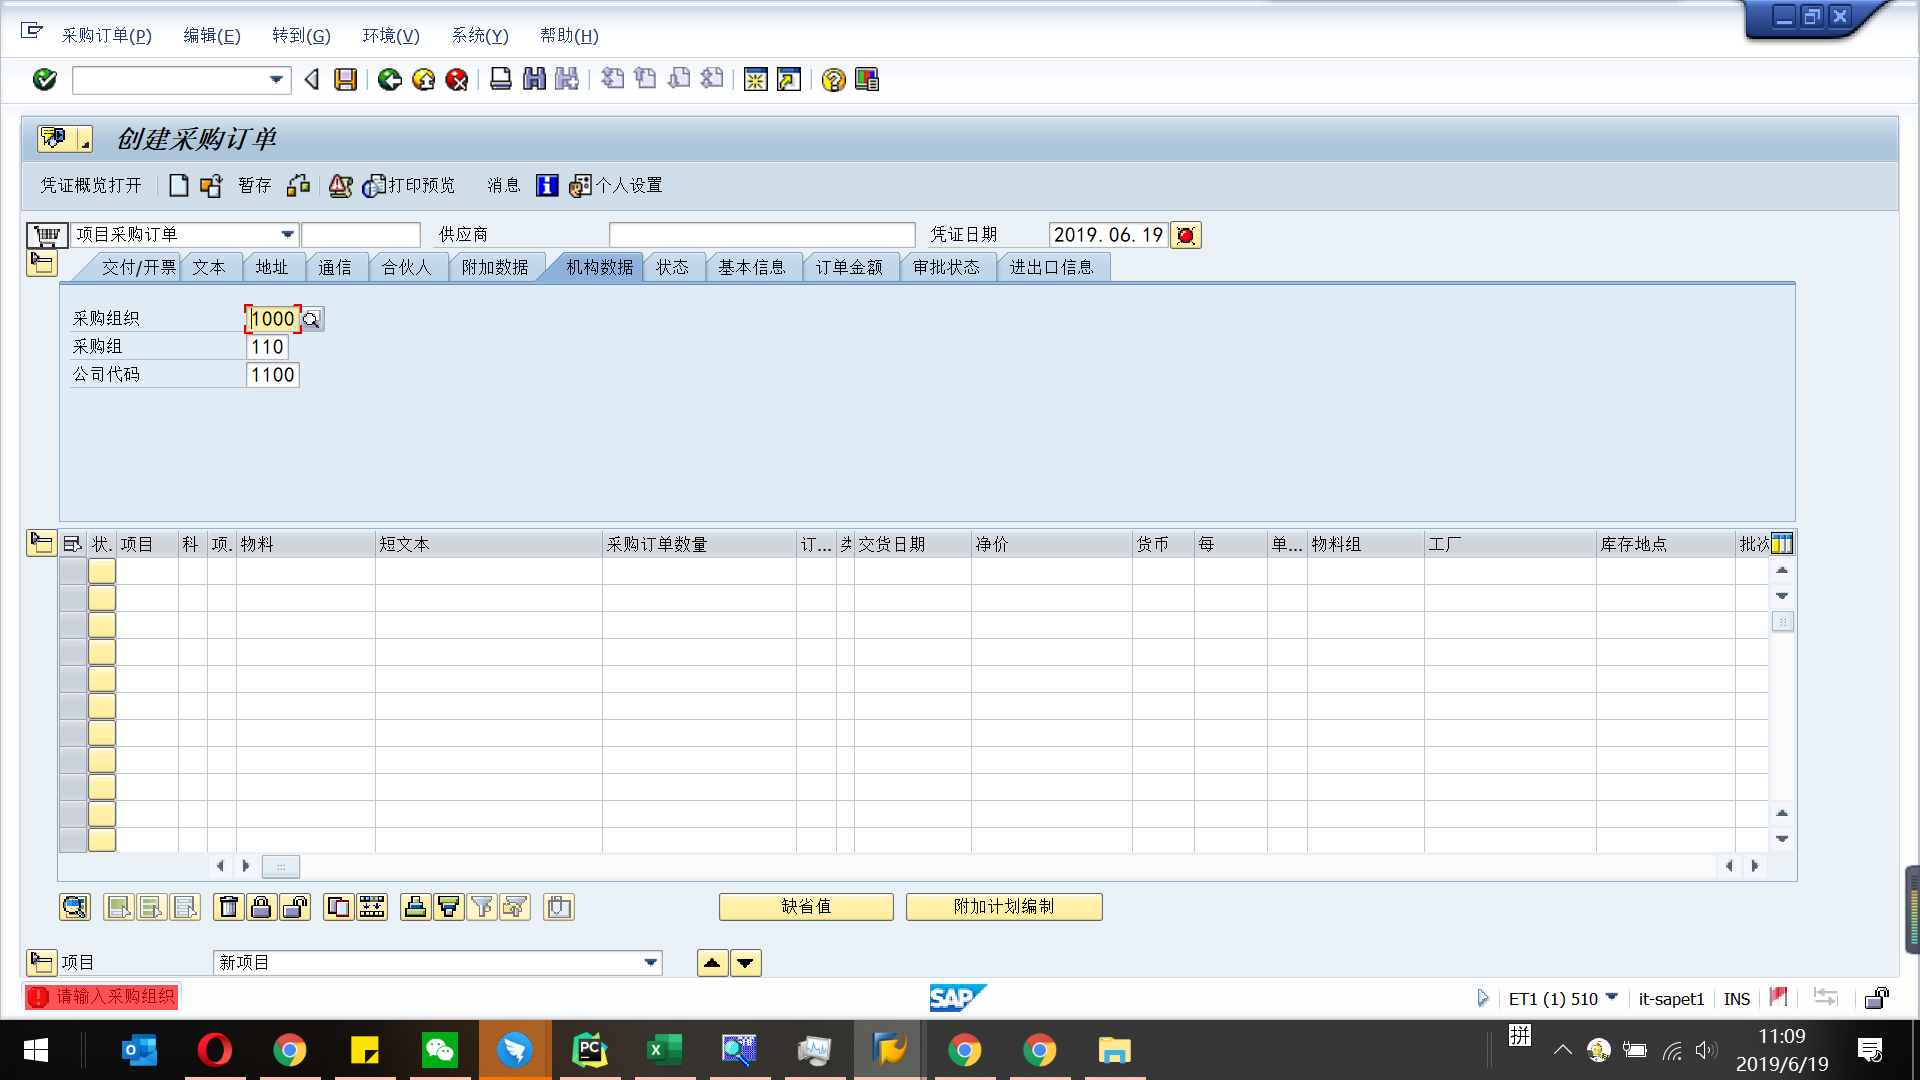 采购订单(P) 编辑(E) 转到(G) 环境(V) 系统(Y) 帮助(H)
创建采购订单
凭证概览打开 暂存 打印预览 消息 个人设置
项目采购订单 供应商 凭证日期 2019.06.19
交付/开票 文本 地址 通信 合伙人 附加数据 机构数据 状态 基本信息 订单金额 审批状态 进出口信息
采购组织 1000
采购组 110
公司代码 1100
状. 项目 科 项. 物料 短文本 采购订单数量 订... 交货日期 净价 货币 每 单... 物料组 工厂 库存地点 批次
缺省值 附加计划编制
项目 新项目
请输入采购组织 SAP ET1 (1) 510 it-sapet1 INS
拼 11:09
2019/6/19